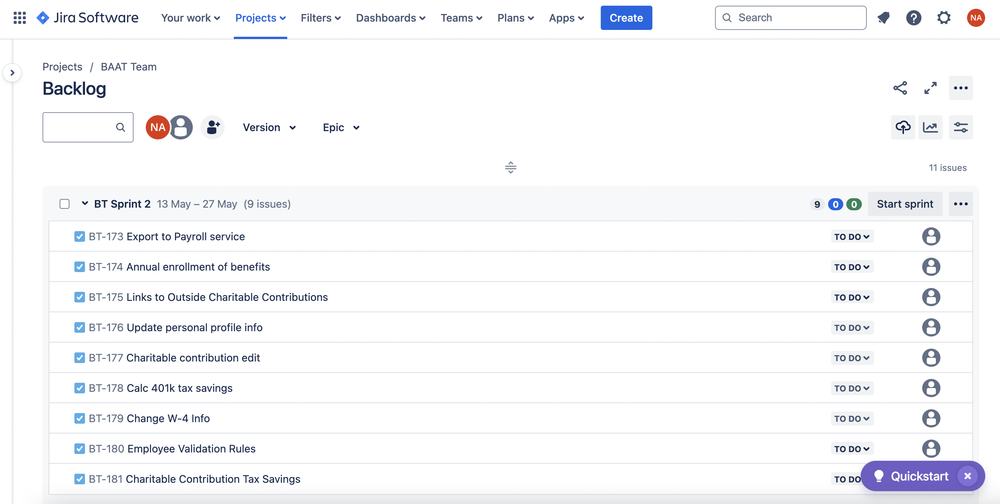 Jira Software Your work Projects Filters Dashboards Teams Plans Apps Create Search ? NA
Projects / BAAT Team
Backlog
NA Version Epic
11 issues
BT Sprint 2 13 May – 27 May (9 issues) 9 0 0 Start sprint
BT-173 Export to Payroll service TO DO
BT-174 Annual enrollment of benefits TO DO
BT-175 Links to Outside Charitable Contributions TO DO
BT-176 Update personal profile info TO DO
BT-177 Charitable contribution edit TO DO
BT-178 Calc 401k tax savings TO DO
BT-179 Change W-4 Info TO DO
BT-180 Employee Validation Rules TO DO
BT-181 Charitable Contribution Tax Savings TO DO
Quickstart